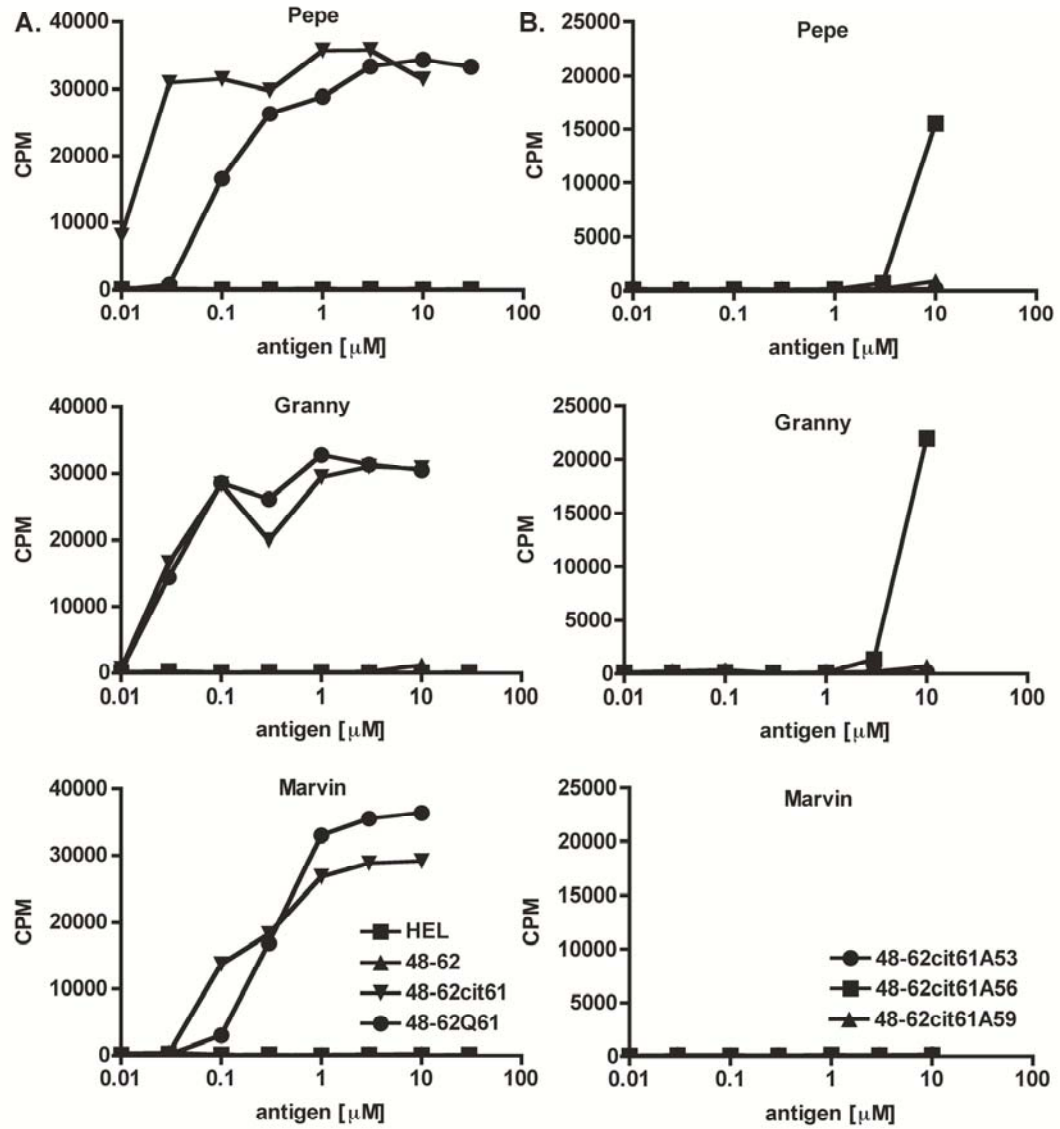 A.
Pepe
40000
30000
20000
10000
0
CPM
0.01 0.1 1 10 100
antigen [μM]
B.
Pepe
25000
20000
15000
10000
5000
0
CPM
0.01 0.1 1 10 100
antigen [μM]
Granny
40000
30000
20000
10000
0
CPM
0.01 0.1 1 10 100
antigen [μM]
Granny
25000
20000
15000
10000
5000
0
CPM
0.01 0.1 1 10 100
antigen [μM]
Marvin
40000
30000
20000
10000
0
CPM
HEL
48-62
48-62cit61
48-62Q61
0.01 0.1 1 10 100
antigen [μM]
Marvin
25000
20000
15000
10000
5000
0
CPM
48-62cit61A53
48-62cit61A56
48-62cit61A59
0.01 0.1 1 10 100
antigen [μM]